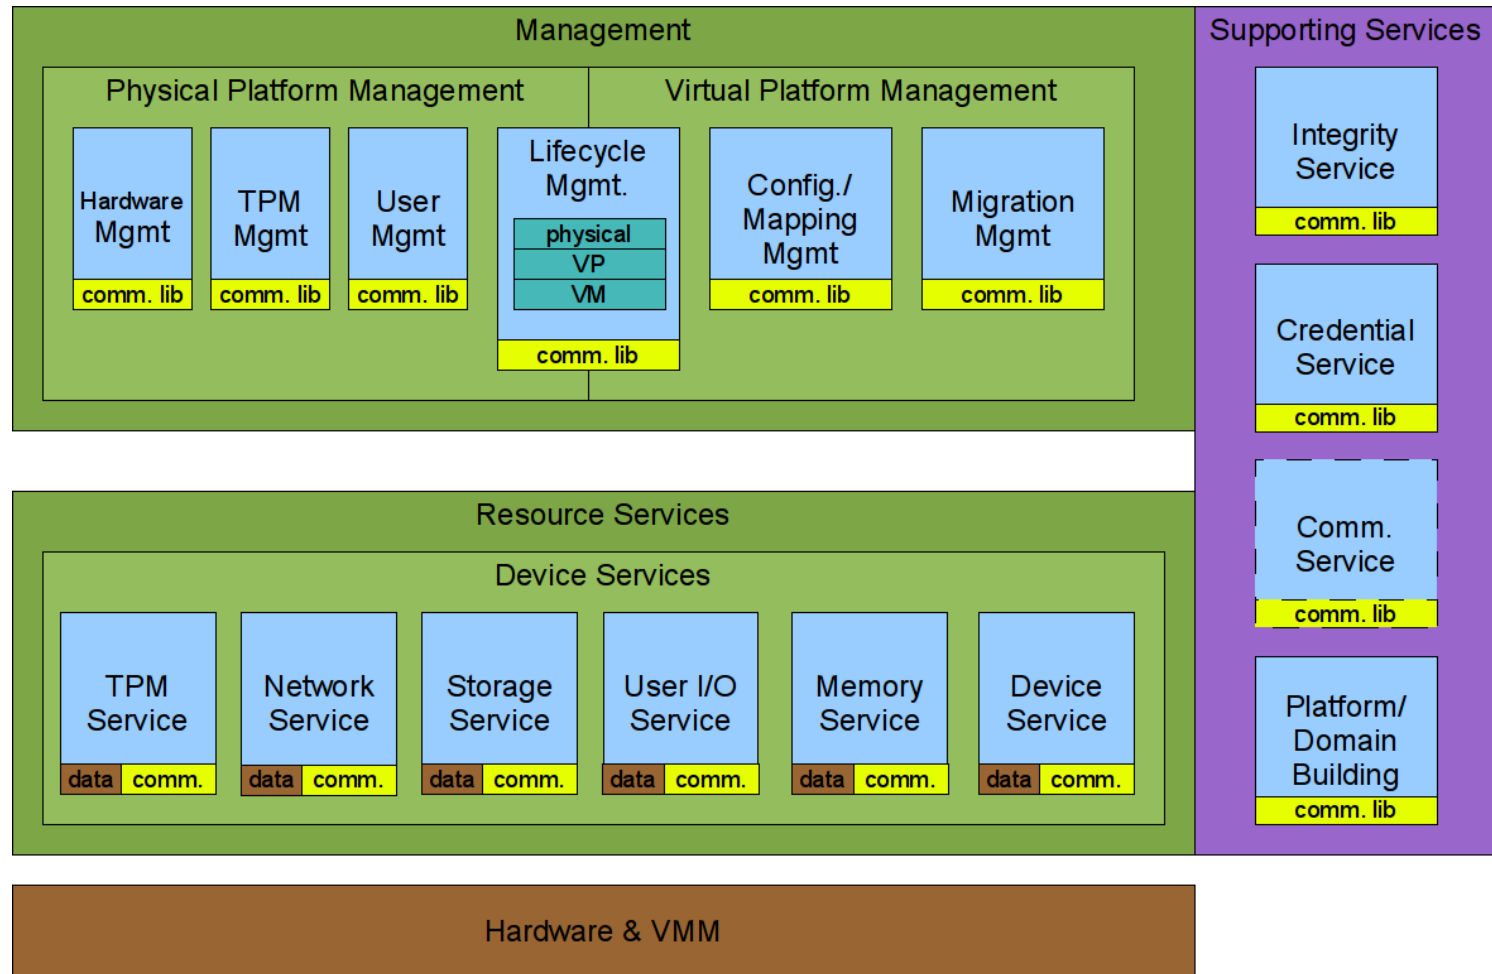 Management
Supporting Services
Physical Platform Management
Virtual Platform Management
Hardware
Mgmt
comm. lib
TPM
Mgmt
comm. lib
User
Mgmt
comm. lib
Lifecycle
Mgmt.
physical
VP
VM
comm. lib
Config./
Mapping
Mgmt
comm. lib
Migration
Mgmt
comm. lib
Integrity
Service
comm. lib
Credential
Service
comm. lib
Comm.
Service
comm. lib
Platform/
Domain
Building
comm. lib
Resource Services
Device Services
TPM
Service
data comm.
Network
Service
data comm.
Storage
Service
data comm.
User I/O
Service
data comm.
Memory
Service
data comm.
Device
Service
data comm.
Hardware & VMM